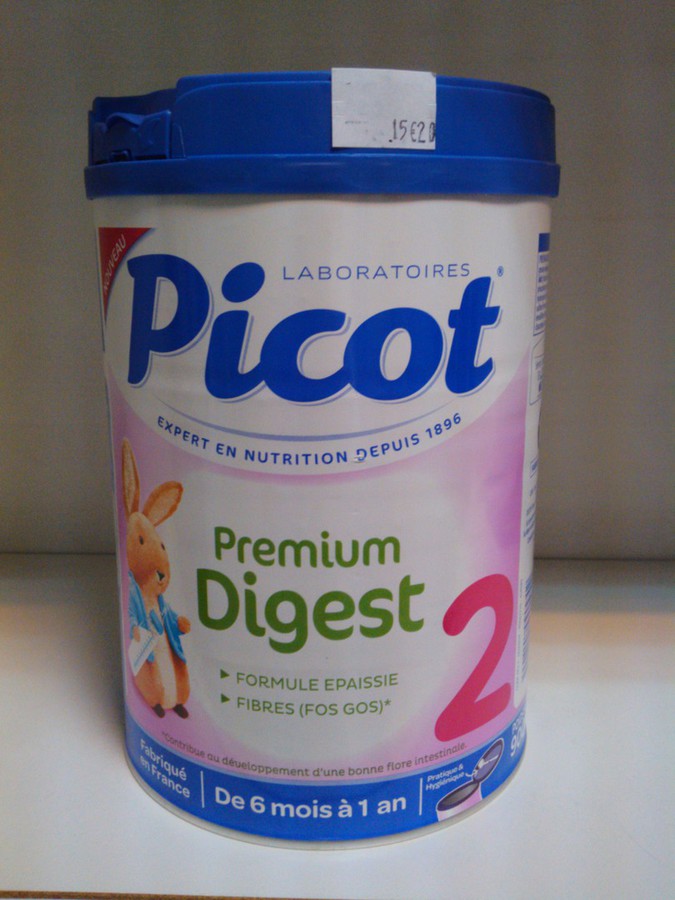 15€20
NOUVEAU
LABORATOIRES
Picot®
EXPERT EN NUTRITION DEPUIS 1896
Premium
Digest
2
▸ FORMULE EPAISSIE
▸ FIBRES (FOS GOS)*
*Contribue au développement d'une bonne flore intestinale.
Fabriqué
en France
De 6 mois à 1 an
Pratique &
Hygiénique